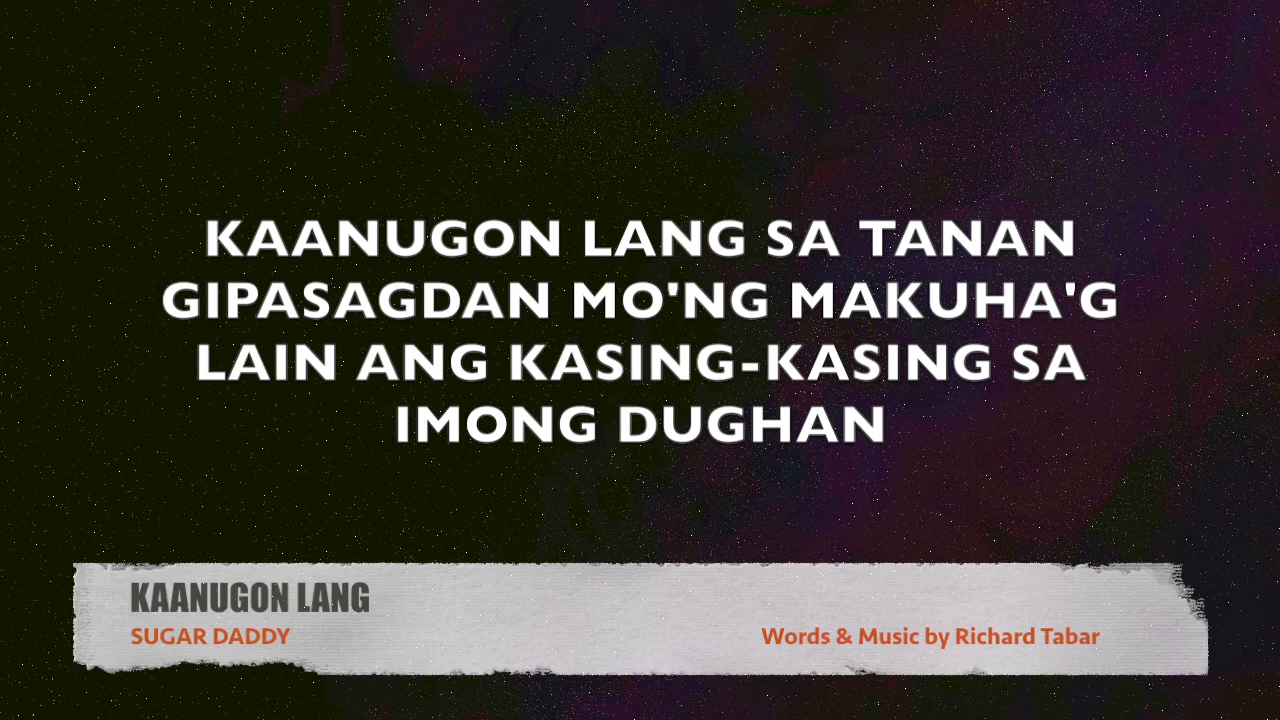 KAANUGON LANG SA TANAN
GIPASAGDAN MO'NG MAKUHA'G
LAIN ANG KASING-KASING SA
IMONG DUGHAN
KAANUGON LANG
SUGAR DADDY
Words & Music by Richard Tabar